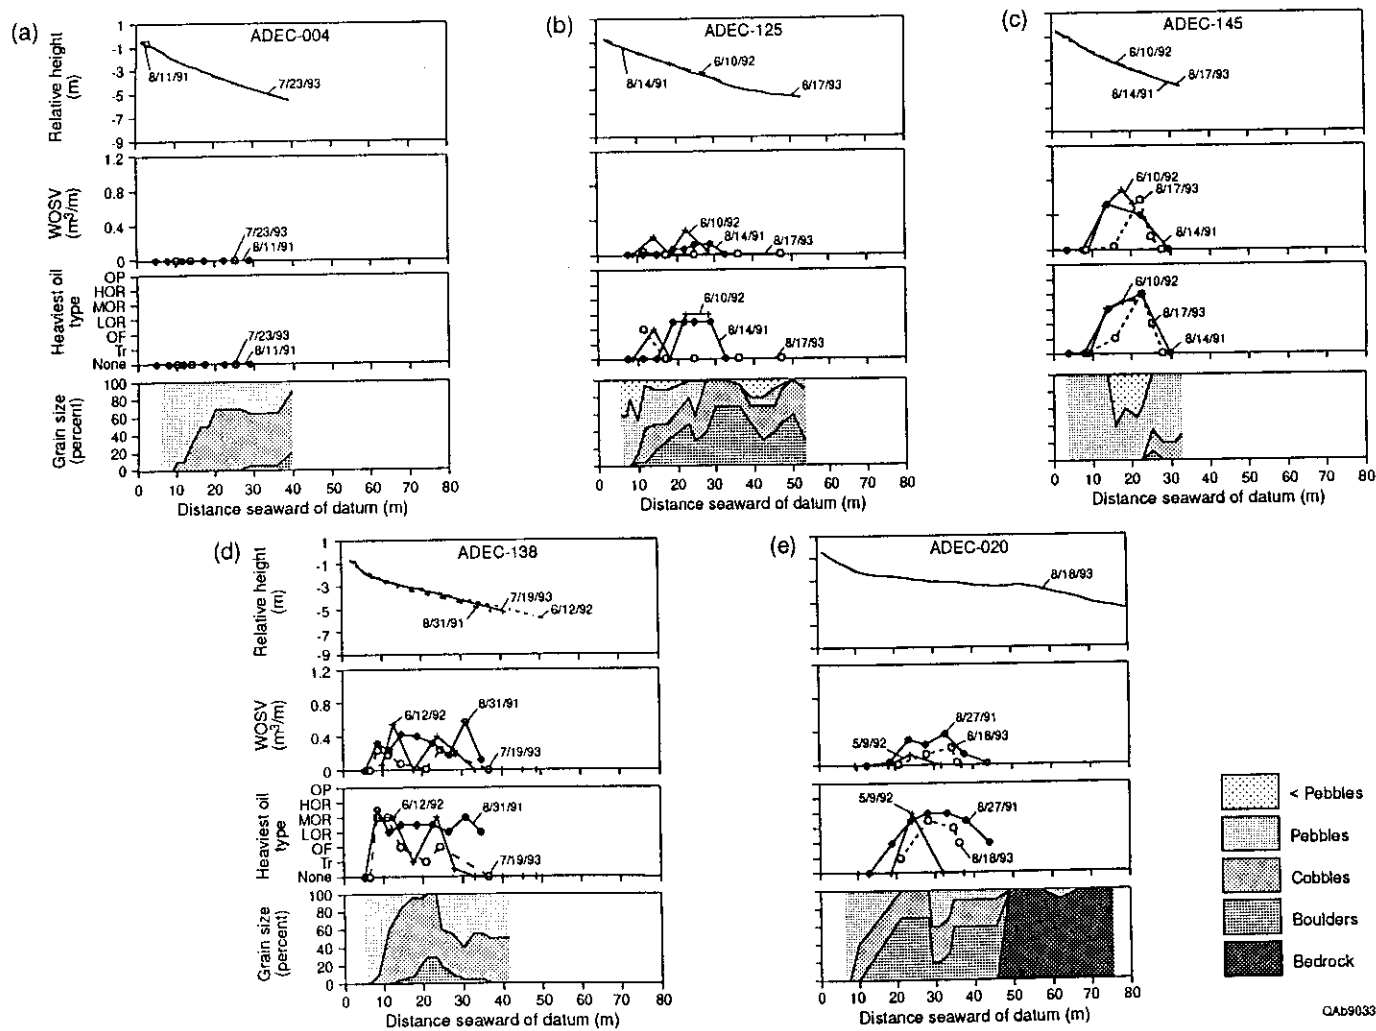 (a)
ADEC-004
Relative height
(m)
1
-1
-3
-5
-7
-9
8/11/91
7/23/93
WOSV
(m³/m)
1.2
0.8
0.4
0
7/23/93
8/11/91
Heaviest oil
type
OP
HOR
MOR
LOR
OF
Tr
None
7/23/93
8/11/91
Grain size
(percent)
100
80
60
40
20
0
0 10 20 30 40 50 60 70 80
Distance seaward of datum (m)
(b)
ADEC-125
6/10/92
8/14/91
8/17/93
6/10/92
8/14/91
8/17/93
6/10/92
8/14/91
8/17/93
0 10 20 30 40 50 60 70 80
Distance seaward of datum (m)
(c)
ADEC-145
6/10/92
8/17/93
8/14/91
6/10/92
8/17/93
8/14/91
6/10/92
8/17/93
8/14/91
0 10 20 30 40 50 60 70 80
Distance seaward of datum (m)
(d)
ADEC-138
Relative height
(m)
1
-1
-3
-5
-7
-9
7/19/93
8/31/91
6/12/92
WOSV
(m³/m)
1.2
0.8
0.4
0
6/12/92
8/31/91
7/19/93
Heaviest oil
type
OP
HOR
MOR
LOR
OF
Tr
None
6/12/92
8/31/91
7/19/93
Grain size
(percent)
100
80
60
40
20
0
0 10 20 30 40 50 60 70 80
Distance seaward of datum (m)
(e)
ADEC-020
8/18/93
8/27/91
8/18/93
5/9/92
5/9/92
8/27/91
8/18/93
0 10 20 30 40 50 60 70 80
Distance seaward of datum (m)
< Pebbles
Pebbles
Cobbles
Boulders
Bedrock
QAb9033